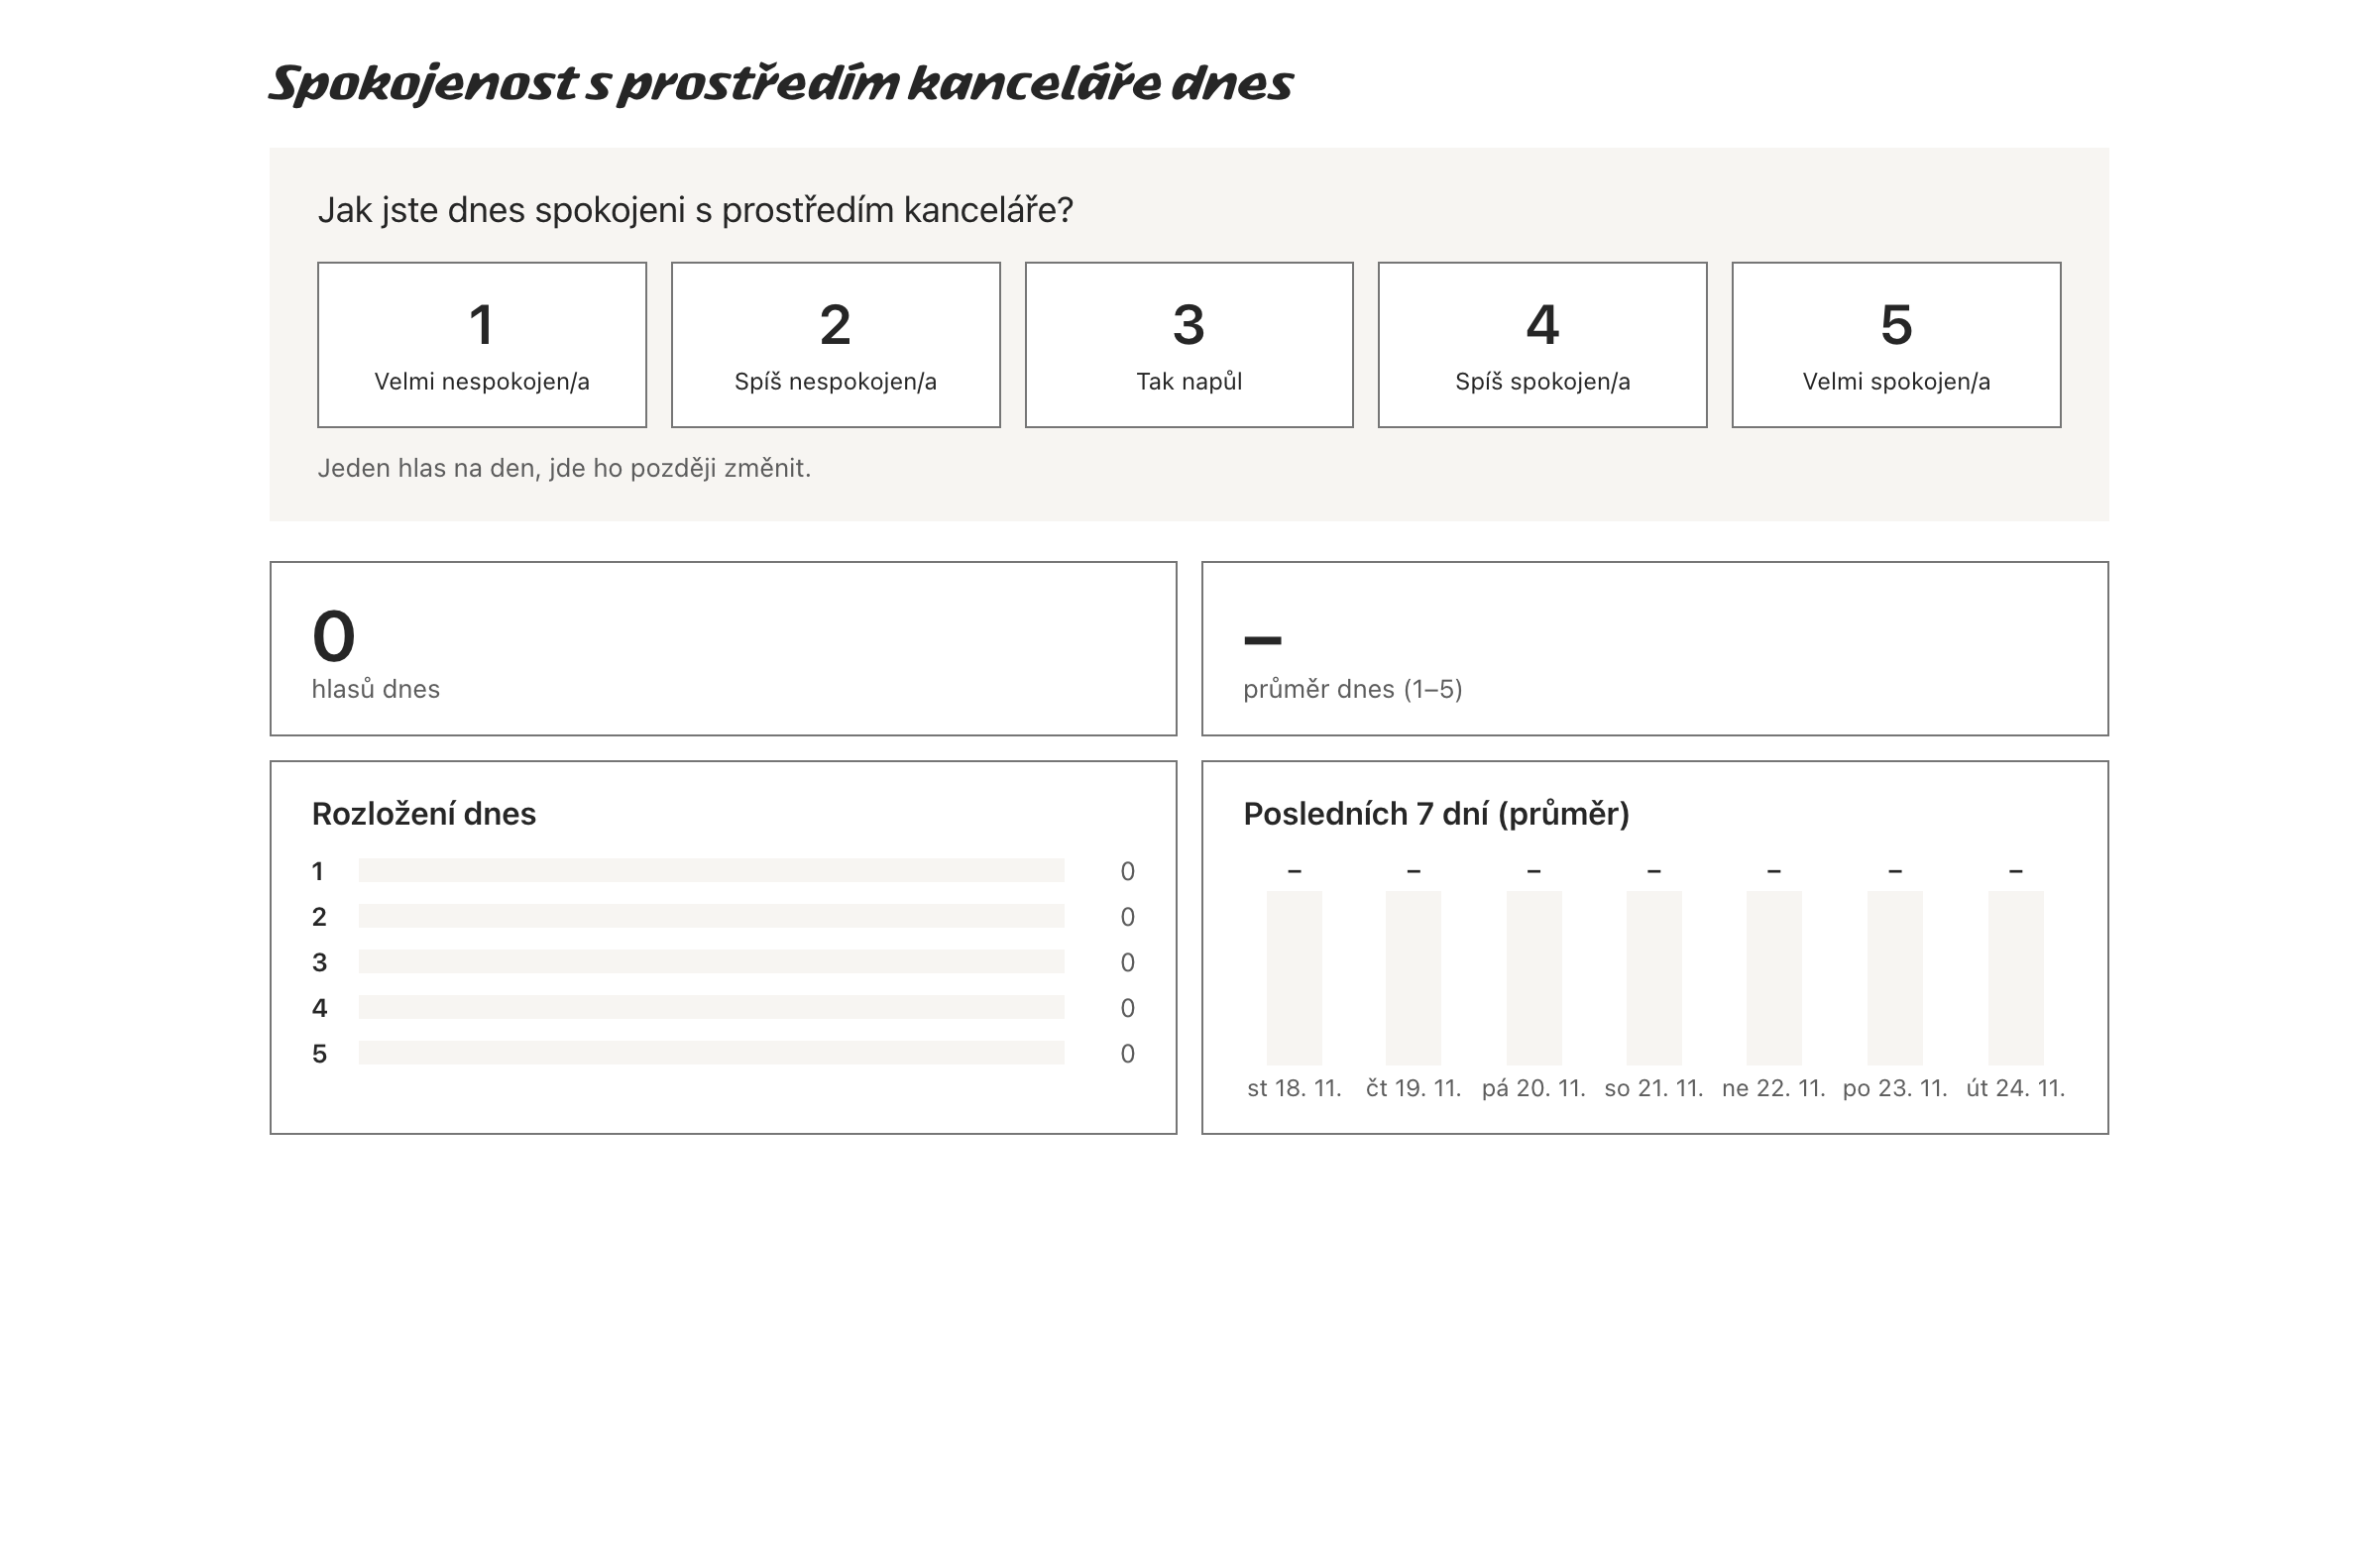 Spokojenost s prostředím kanceláře dnes
Jak jste dnes spokojeni s prostředím kanceláře?
1
Velmi nespokojen/a
2
Spíš nespokojen/a
3
Tak napůl
4
Spíš spokojen/a
5
Velmi spokojen/a
Jeden hlas na den, jde ho později změnit.
0
hlasů dnes
–
průměr dnes (1–5)
Rozložení dnes
1 0
2 0
3 0
4 0
5 0
Posledních 7 dní (průměr)
– – – – – – –
st 18. 11. čt 19. 11. pá 20. 11. so 21. 11. ne 22. 11. po 23. 11. út 24. 11.